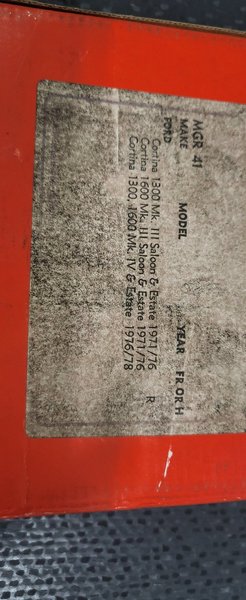 MGR 41
MAKE MODEL YEAR FR OR H
FORD
Cortina 1300 Mk. III Saloon & Estate 1971/76 R
Cortina 1600 Mk. III Saloon & Estate 1971/76
Cortina 1300, 1600 Mk. IV & Estate 1976/78